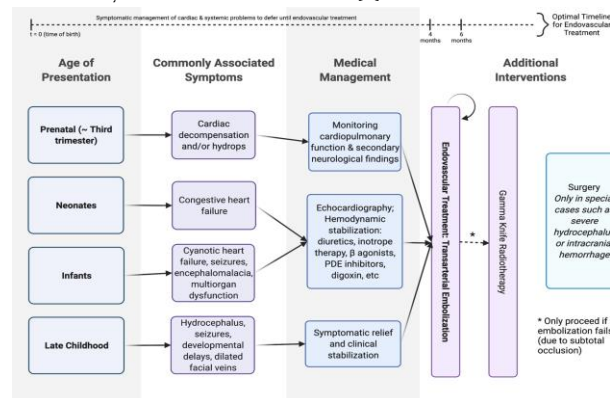 Symptomatic management of cardiac & systemic problems to defer until endovascular treatment
Optimal Timeline
for Endovascular
Treatment
t = 0 (time of birth)
4
months
6
months
Age of
Presentation
Commonly Associated
Symptoms
Medical
Management
Additional
Interventions
Prenatal (~ Third
trimester)
Cardiac
decompensation
and/or hydrops
Monitoring
cardiopulmonary
function & secondary
neurological findings
Neonates
Congestive heart
failure
Echocardiography;
Hemodynamic
stabilization:
diuretics, inotrope
therapy, β agonists,
PDE inhibitors,
digoxin, etc
Infants
Cyanotic heart
failure, seizures,
encephalomalacia,
multiorgan
dysfunction
Late Childhood
Hydrocephalus,
seizures,
developmental
delays, dilated
facial veins
Symptomatic relief
and clinical
stabilization
Endovascular Treatment: Transarterial Embolization
*
Gamma Knife Radiotherapy
Surgery
Only in specia
cases such a
severe
hydrocephalu
or intracrania
hemorrhage
* Only proceed if
embolization fails
(due to subtotal
occlusion)